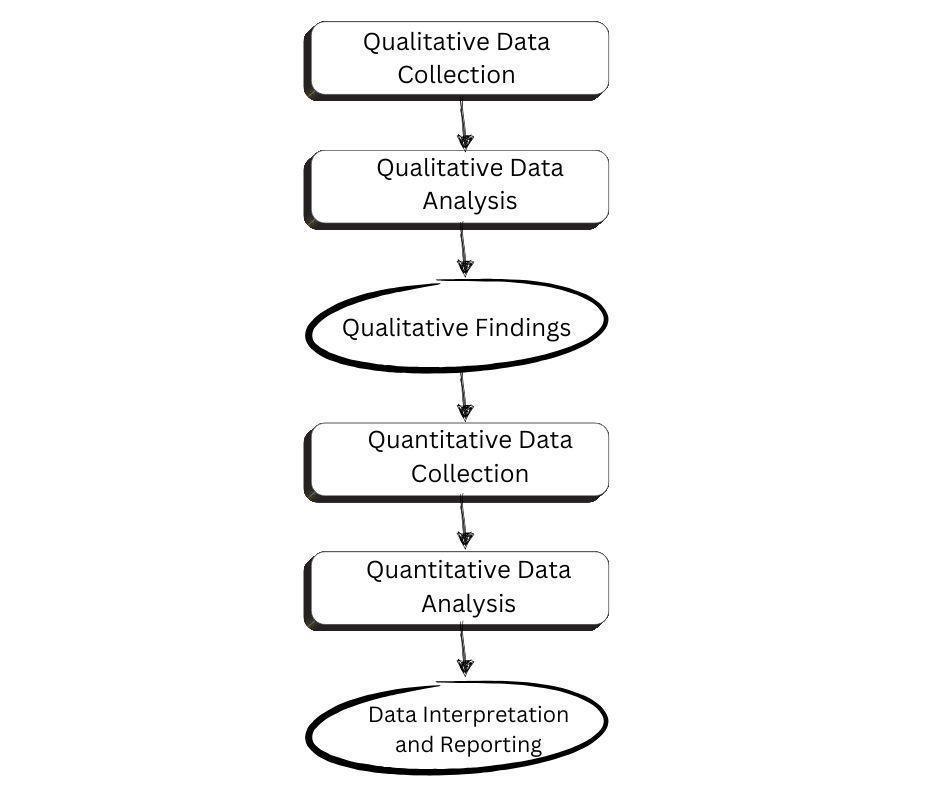 Qualitative Data
Collection
Qualitative Data
Analysis
Qualitative Findings
Quantitative Data
Collection
Quantitative Data
Analysis
Data Interpretation
and Reporting